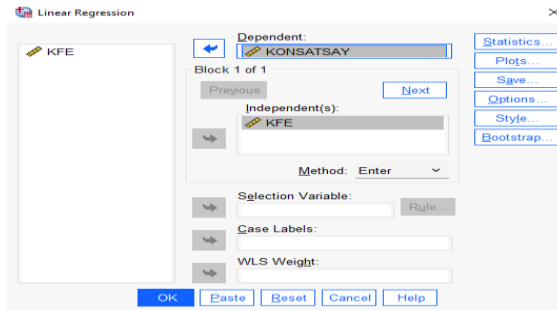 Linear Regression
KFE
Dependent:
KONSATSAY
Block 1 of 1
Previous
Next
Independent(s):
KFE
Method: Enter
Selection Variable:
Rule...
Case Labels:
WLS Weight:
Statistics...
Plots...
Save...
Options...
Style...
Bootstrap...
OK
Paste
Reset
Cancel
Help